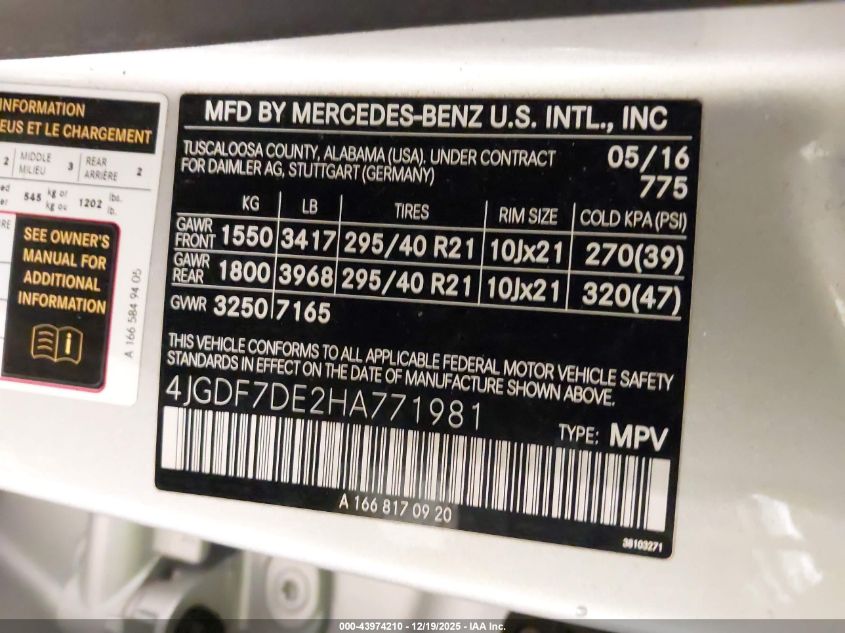 INFORMATION
EUS ET LE CHARGEMENT
2 MIDDLE MILIEU 3 REAR ARRIÈRE 2
545 kg or kg ou 1202 lbs. lb.
SEE OWNER'S
MANUAL FOR
ADDITIONAL
INFORMATION
A 166 584 94 05
MFD BY MERCEDES-BENZ U.S. INTL., INC
TUSCALOOSA COUNTY, ALABAMA (USA). UNDER CONTRACT 05/16
FOR DAIMLER AG, STUTTGART (GERMANY) 775
KG LB TIRES RIM SIZE COLD KPA (PSI)
GAWR FRONT 1550 3417 295/40 R21 10Jx21 270(39)
GAWR REAR 1800 3968 295/40 R21 10Jx21 320(47)
GVWR 3250 7165
THIS VEHICLE CONFORMS TO ALL APPLICABLE FEDERAL MOTOR VEHICLE SAFETY
STANDARDS IN EFFECT ON THE DATE OF MANUFACTURE SHOWN ABOVE.
4JGDF7DE2HA771981
TYPE: MPV
A 166 817 09 20
38103271
000-43974210 - 12/19/2025 - IAA Inc.